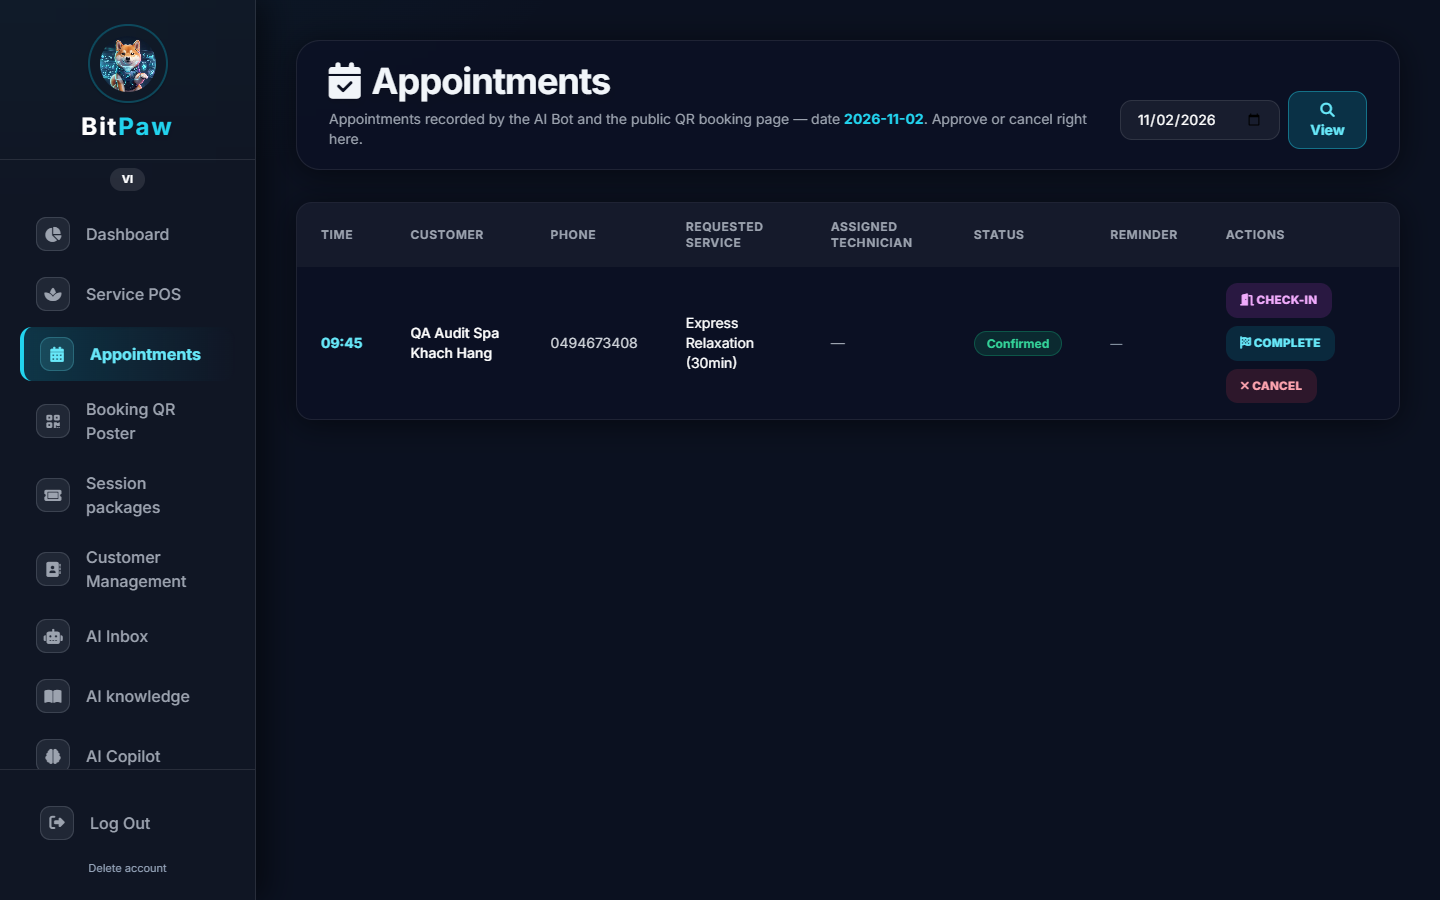 BitPaw
VI
Dashboard
Service POS
Appointments
Booking QR
Poster
Session
packages
Customer
Management
AI Inbox
AI knowledge
AI Copilot
Log Out
Delete account
Appointments
Appointments recorded by the AI Bot and the public QR booking page — date 2026-11-02. Approve or cancel right
here.
11/02/2026
View
TIME
CUSTOMER
PHONE
REQUESTED
SERVICE
ASSIGNED
TECHNICIAN
STATUS
REMINDER
ACTIONS
09:45
QA Audit Spa
Khach Hang
0494673408
Express
Relaxation
(30min)
—
Confirmed
—
CHECK-IN
COMPLETE
CANCEL